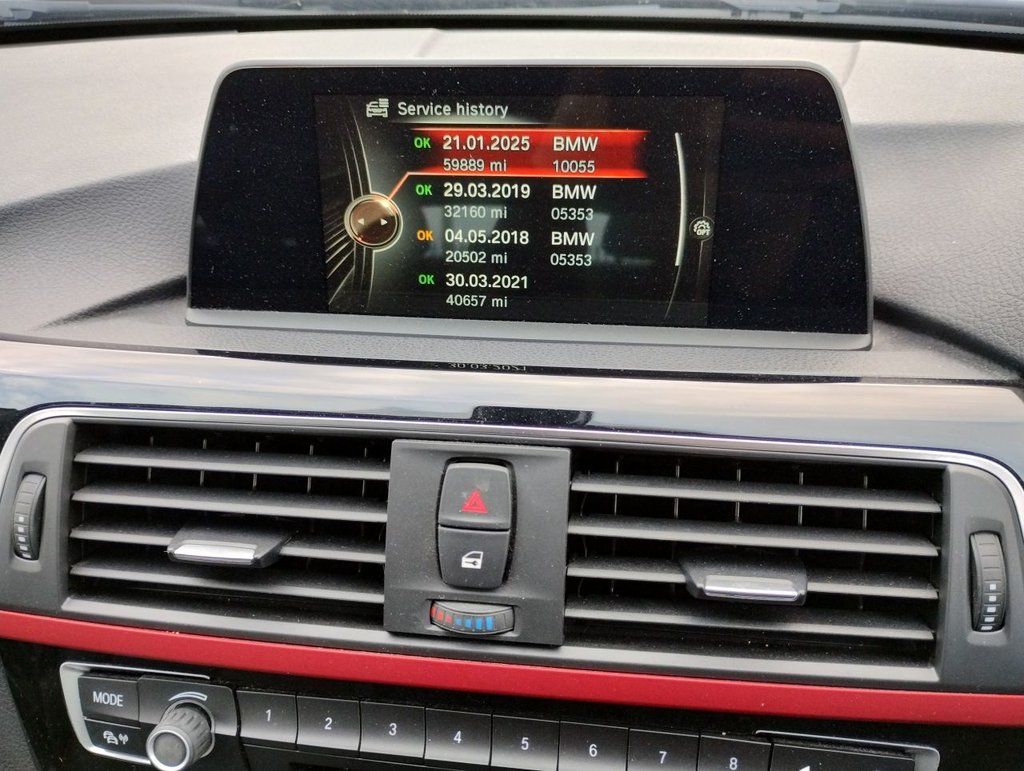 Service history
OK 21.01.2025 BMW
59889 mi 10055
OK 29.03.2019 BMW
32160 mi 05353
OK 04.05.2018 BMW
20502 mi 05353
OK 30.03.2021
40657 mi
OPT
MODE
1 2 3 4 5 6 7 8